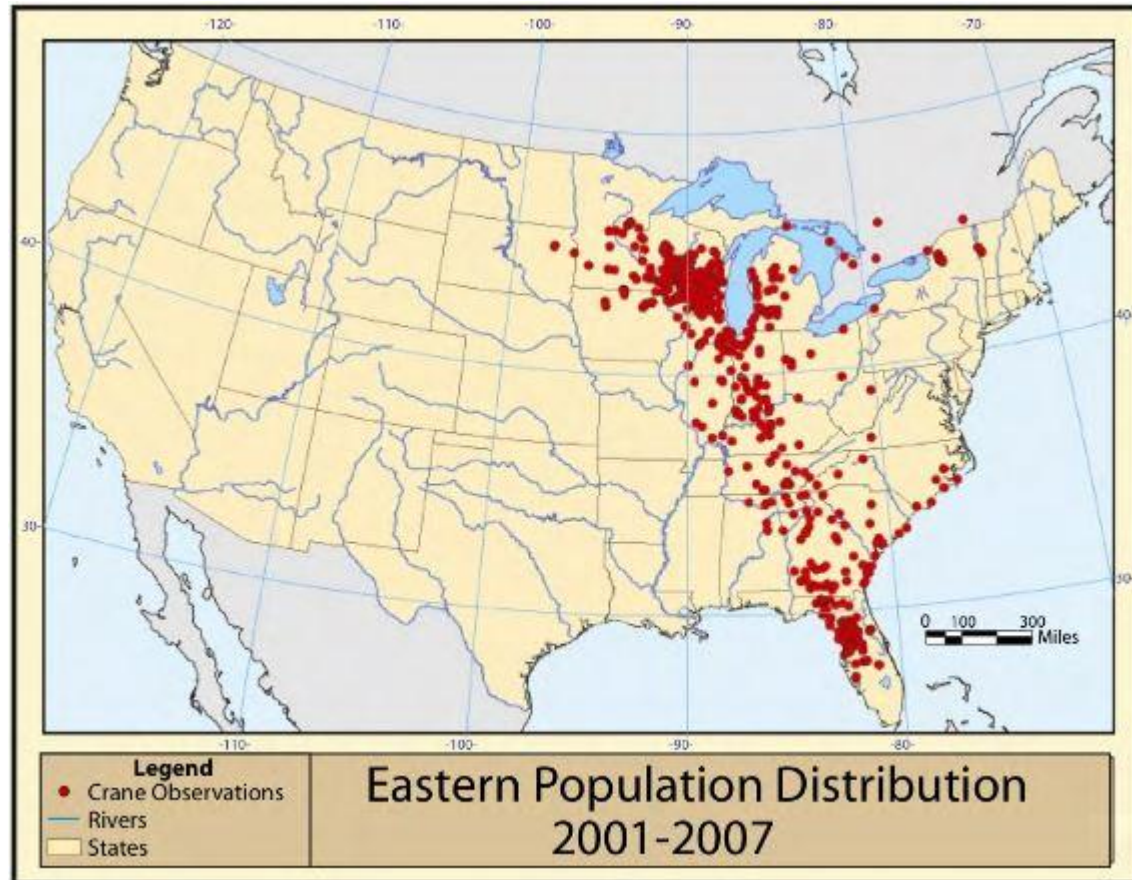 -120- -110- -100- -90- -80- -70-
40
40
30
30
0 100 300
Miles
-110- -100- -90- -80-
Legend
Crane Observations
Rivers
States
Eastern Population Distribution
2001-2007